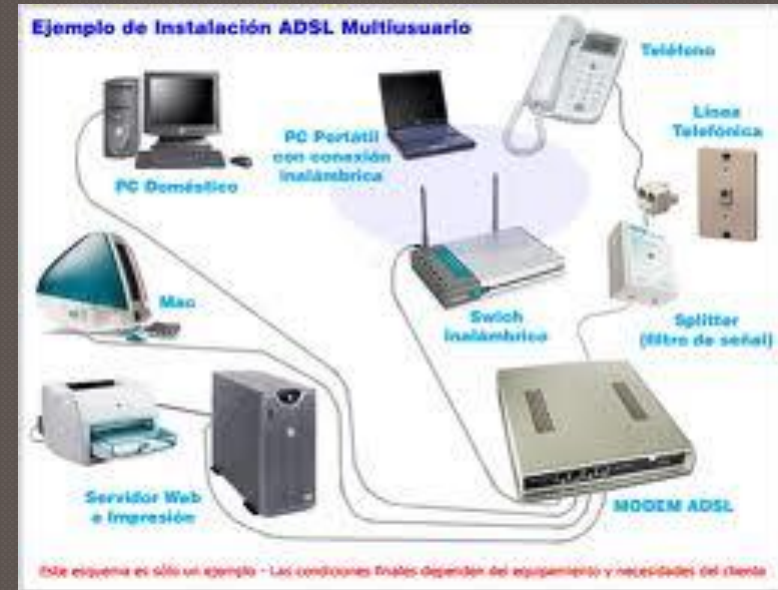 Ejemplo de Instalación ADSL Multiusuario
Teléfono
Línea
Telefónica
PC Portátil
con conexión
inalámbrica
PC Doméstico
Mac
Swich
inalámbrico
Splitter
(filtro de señal)
Servidor Web
e Impresión
MODEM ADSL
Este esquema es sólo un ejemplo - Las condiciones finales dependen del equipamiento y necesidades del cliente